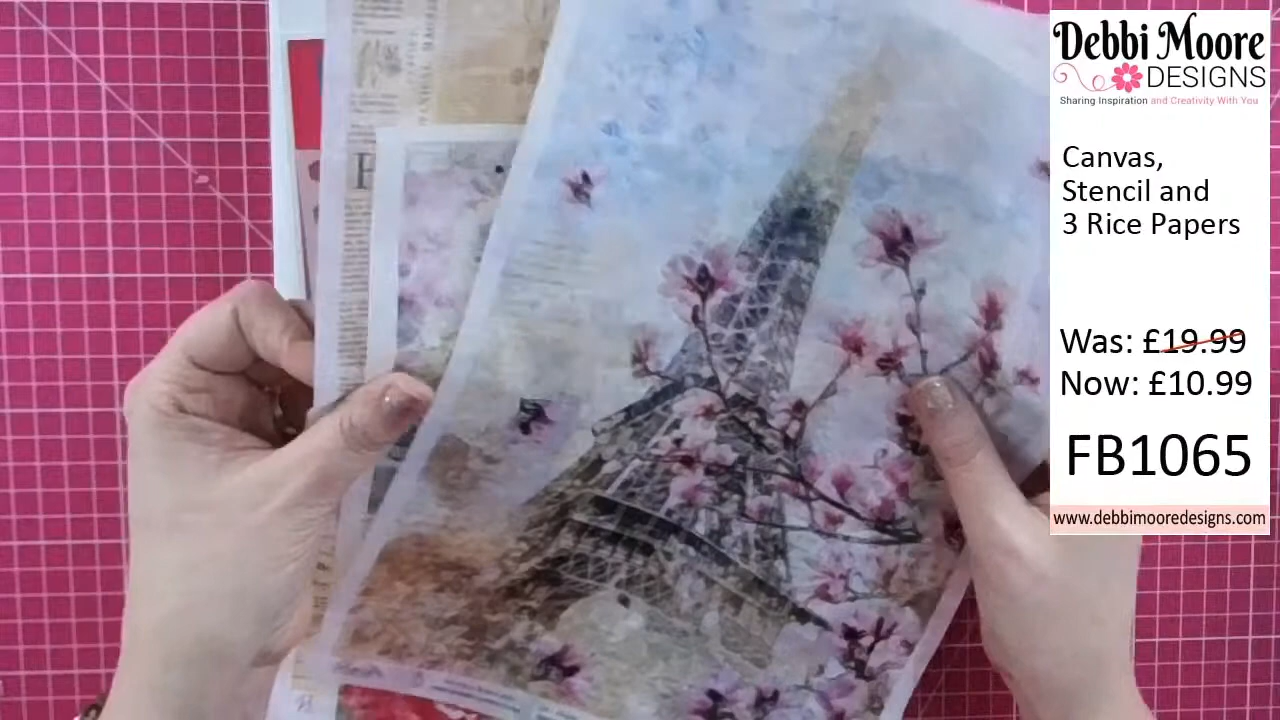 Debbi Moore
DESIGNS
Sharing Inspiration and Creativity With You
Canvas,
Stencil and
3 Rice Papers
Was: £19.99
Now: £10.99
FB1065
www.debbimooredesigns.com